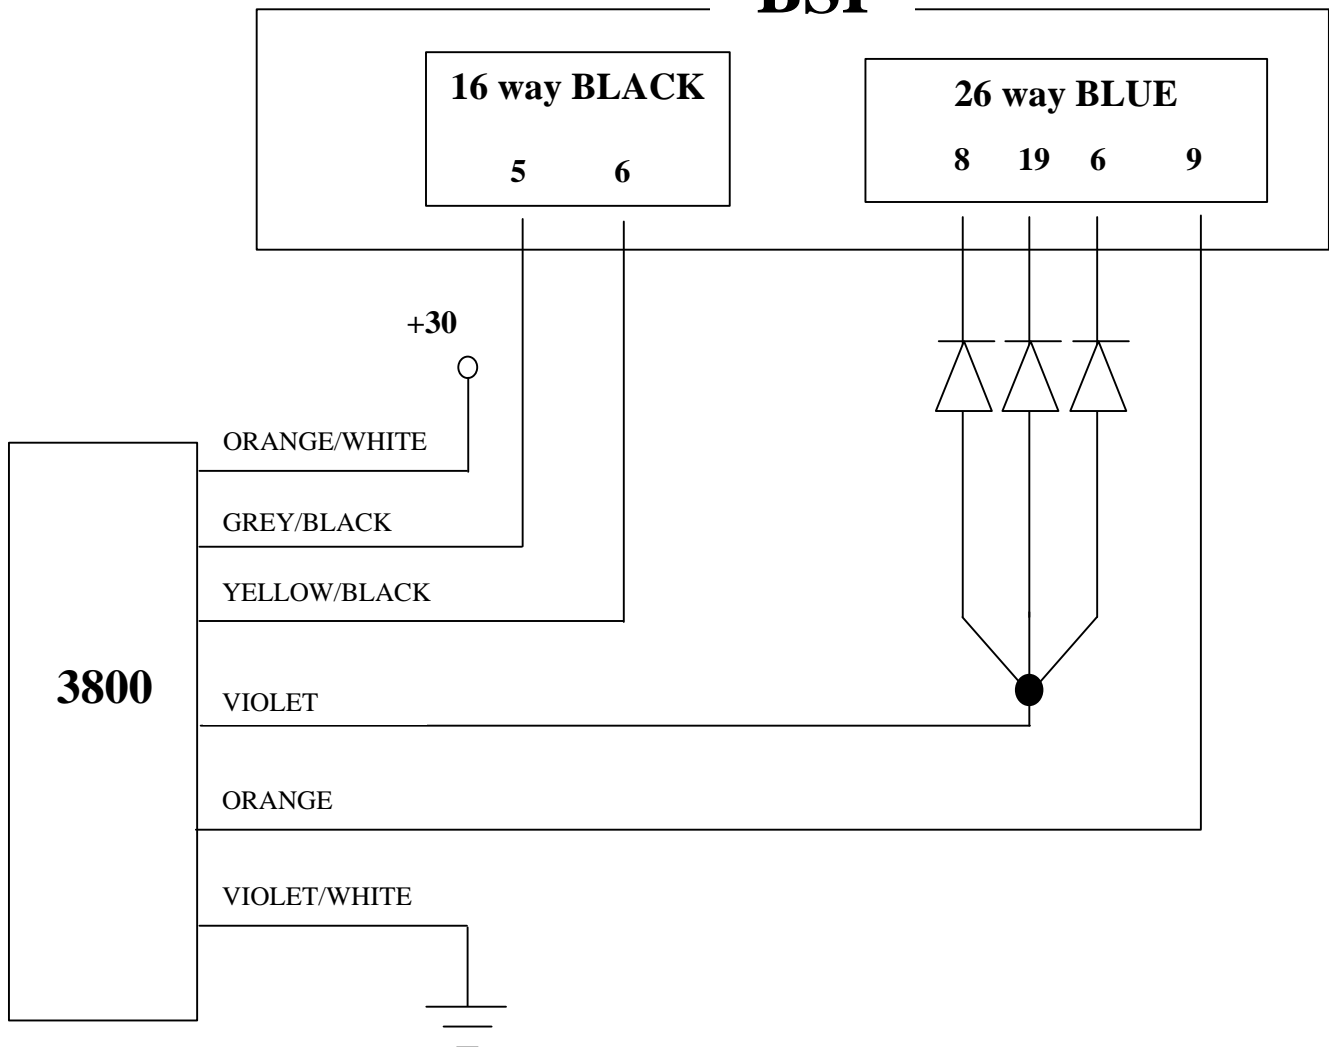 16 way BLACK
26 way BLUE
8 19 6 9
5 6
+30
ORANGE/WHITE
GREY/BLACK
YELLOW/BLACK
3800
VIOLET
ORANGE
VIOLET/WHITE